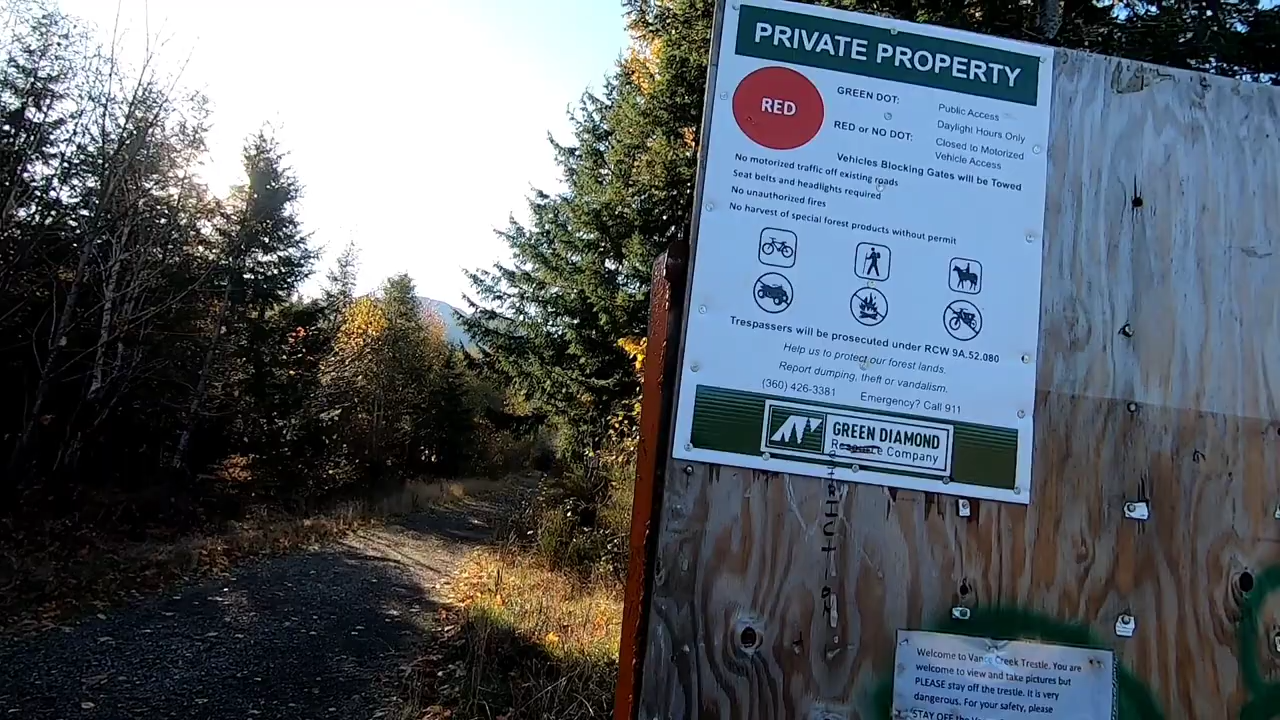 PRIVATE PROPERTY
RED
GREEN DOT: Public Access
Daylight Hours Only
RED or NO DOT: Closed to Motorized
Vehicle Access
Vehicles Blocking Gates will be Towed
No motorized traffic off existing roads
Seat belts and headlights required
No unauthorized fires
No harvest of special forest products without permit
Trespassers will be prosecuted under RCW 9A.52.080
Help us to protect our forest lands.
Report dumping, theft or vandalism.
(360) 426-3381 Emergency? Call 911
GREEN DIAMOND
Company
Welcome to Vance Creek Trestle. You are
welcome to view and take pictures but
PLEASE stay off the trestle. It is very
dangerous. For your safety, please
STAY OFF the